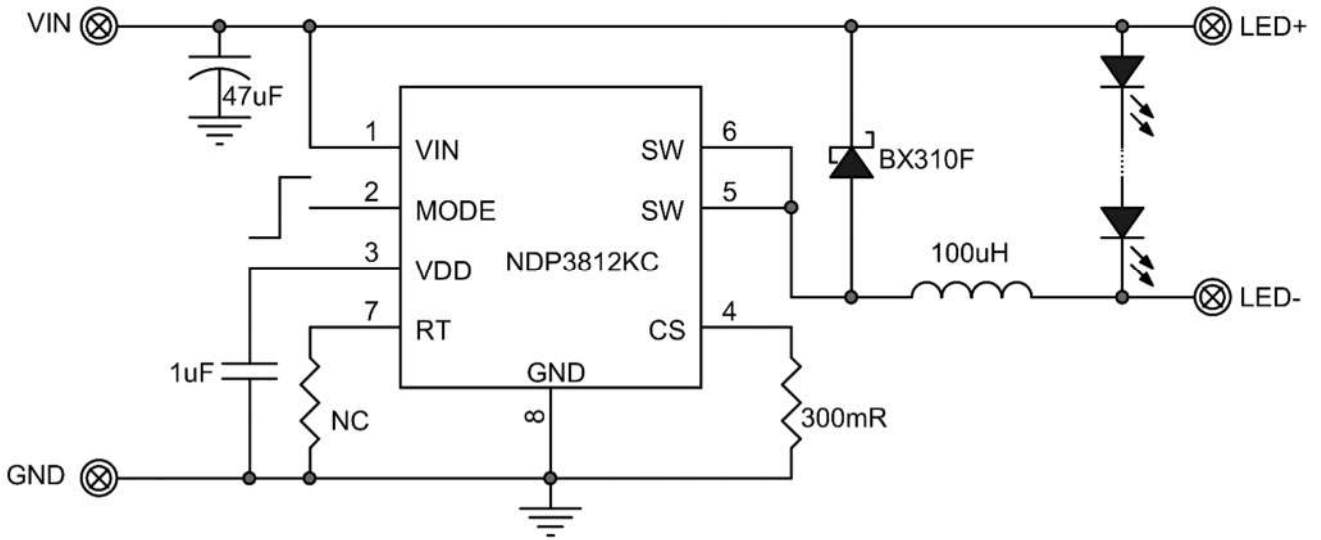 VIN
LED+
47uF
1
VIN
SW
6
BX310F
2
MODE
SW
5
3
VDD
NDP3812KC
100uH
LED-
7
RT
CS
4
1uF
NC
GND
8
300mR
GND